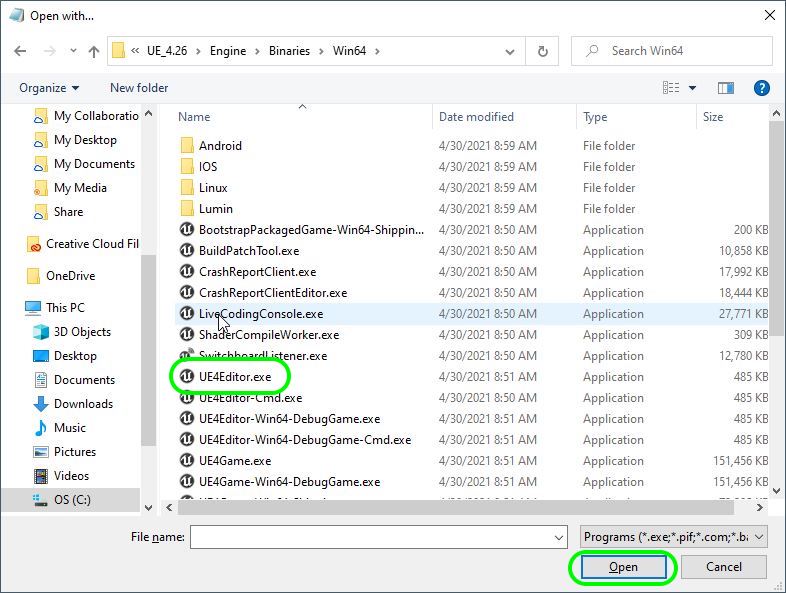 Open with...
« UE_4.26 > Engine > Binaries > Win64 >
Search Win64
Organize
New folder
?
My Collaboratio
My Desktop
My Documents
My Media
Share
Creative Cloud Fil
OneDrive
This PC
3D Objects
Desktop
Documents
Downloads
Music
Pictures
Videos
OS (C:)
Name Date modified Type Size
Android 4/30/2021 8:59 AM File folder
IOS 4/30/2021 8:59 AM File folder
Linux 4/30/2021 8:59 AM File folder
Lumin 4/30/2021 8:59 AM File folder
BootstrapPackagedGame-Win64-Shippin... 4/30/2021 8:50 AM Application 200 KB
BuildPatchTool.exe 4/30/2021 8:50 AM Application 10,858 KB
CrashReportClient.exe 4/30/2021 8:50 AM Application 17,992 KB
CrashReportClientEditor.exe 4/30/2021 8:50 AM Application 18,444 KB
LiveCodingConsole.exe 4/30/2021 8:50 AM Application 27,771 KB
ShaderCompileWorker.exe 4/30/2021 8:50 AM Application 309 KB
SwitchboardListener.exe 4/30/2021 8:50 AM Application 12,780 KB
UE4Editor.exe 4/30/2021 8:51 AM Application 485 KB
UE4Editor-Cmd.exe 4/30/2021 8:50 AM Application 485 KB
UE4Editor-Win64-DebugGame.exe 4/30/2021 8:51 AM Application 485 KB
UE4Editor-Win64-DebugGame-Cmd.exe 4/30/2021 8:51 AM Application 485 KB
UE4Game.exe 4/30/2021 8:51 AM Application 151,456 KB
UE4Game-Win64-DebugGame.exe 4/30/2021 8:51 AM Application 151,456 KB
File name:
Programs (*.exe;*.pif;*.com;*.ba
Open
Cancel